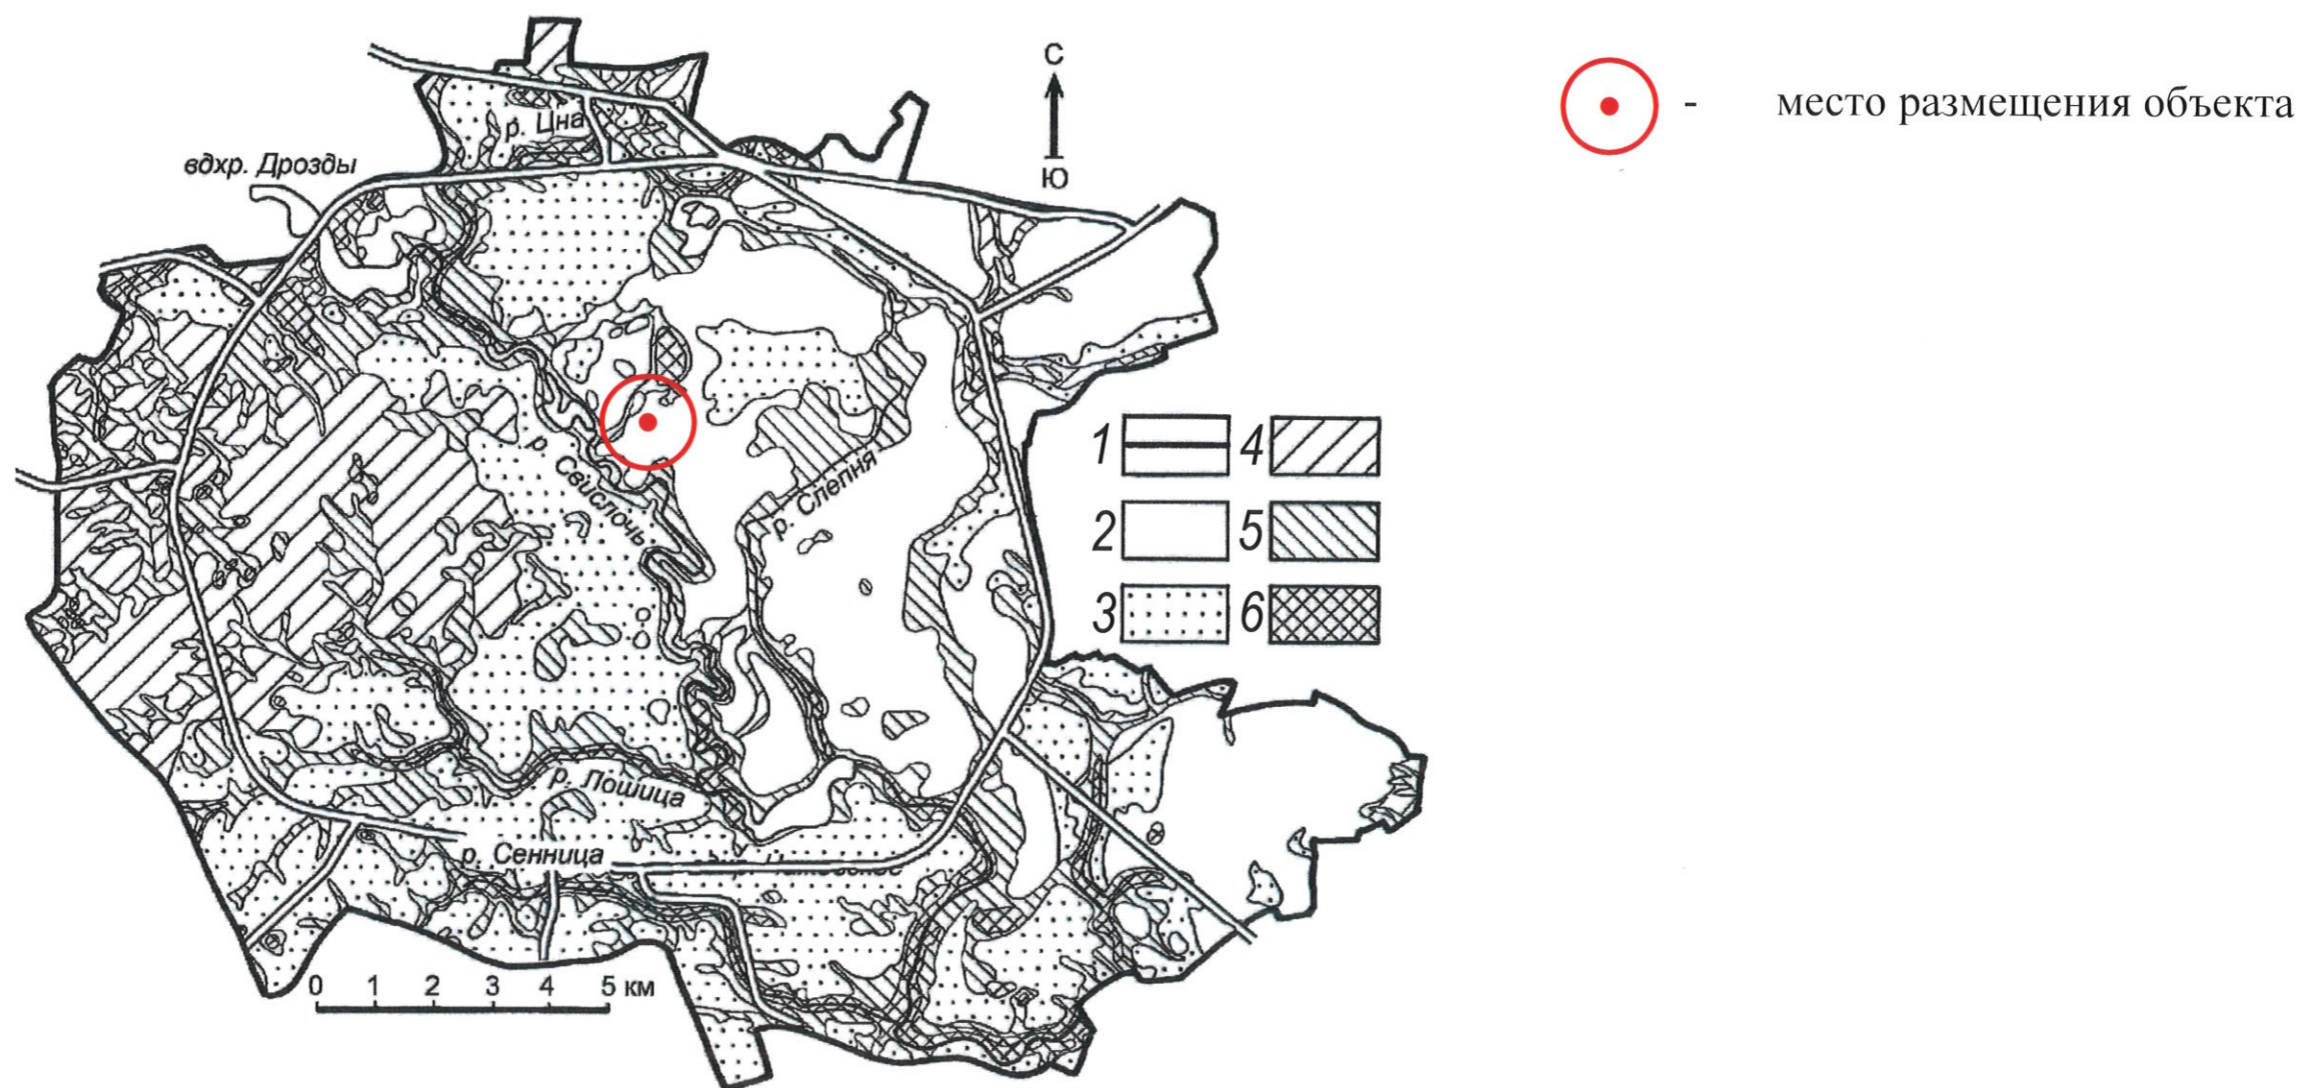 С
- место размещения объекта
р. Цна
вдхр. Дрозды
Ю
р. Свислочь
р. Слепня
1 4
2 5
3 6
р. Лошица
р. Сенница
0 1 2 3 4 5 км